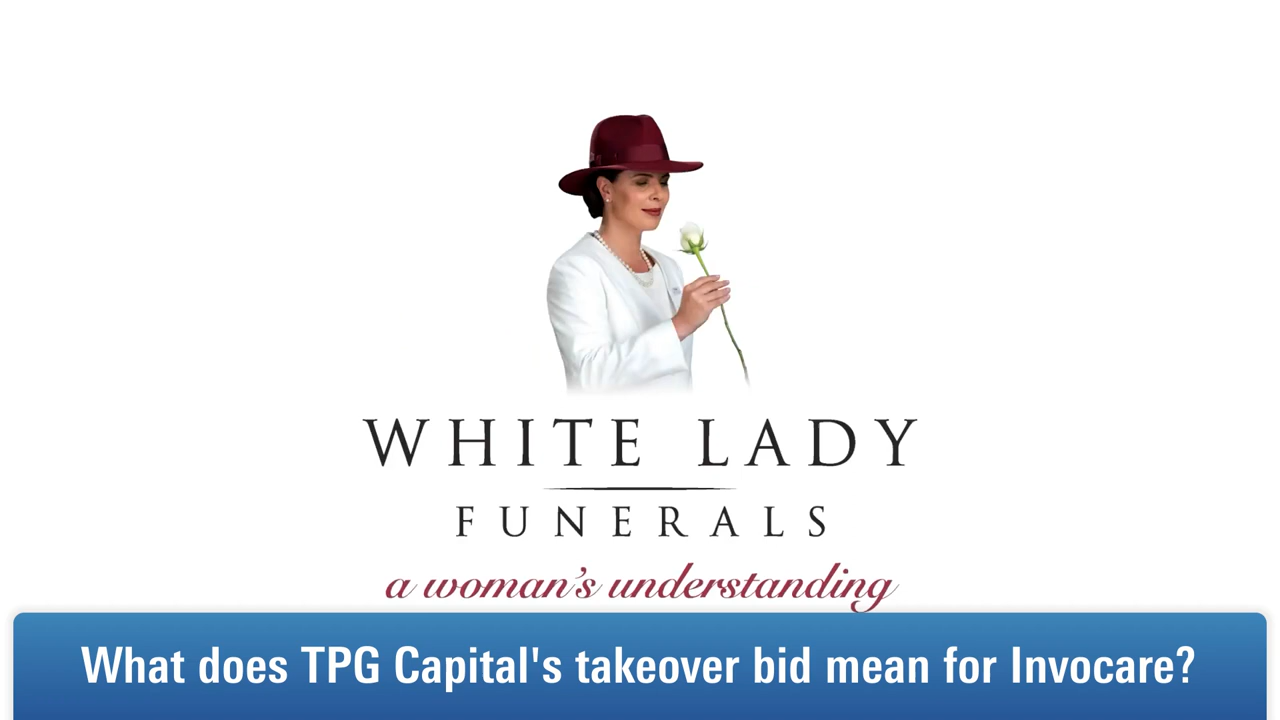 WHITE LADY
FUNERALS
a woman's understanding
What does TPG Capital's takeover bid mean for Invocare?